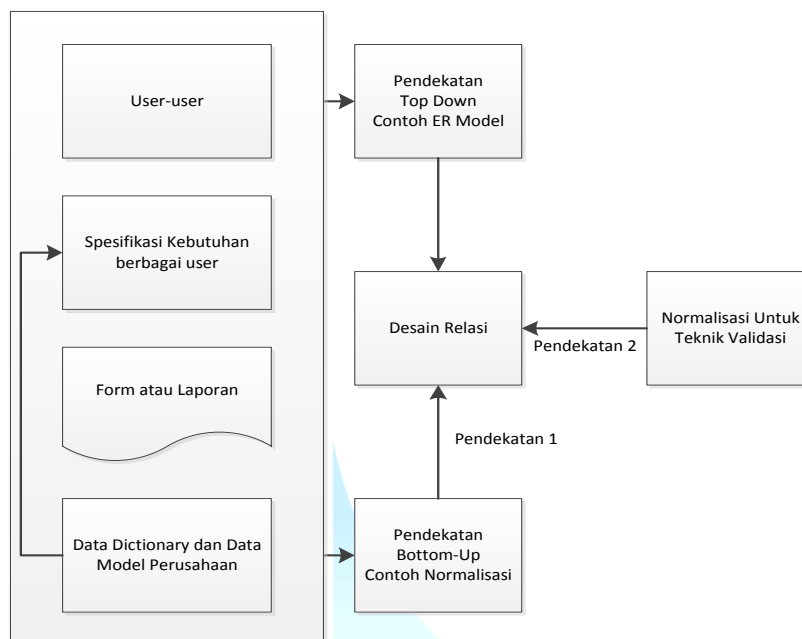 User-user
Pendekatan
Top Down
Contoh ER Model
Spesifikasi Kebutuhan
berbagai user
Desain Relasi
Normalisasi Untuk
Teknik Validasi
Pendekatan 2
Form atau Laporan
Pendekatan 1
Data Dictionary dan Data
Model Perusahaan
Pendekatan
Bottom-Up
Contoh Normalisasi